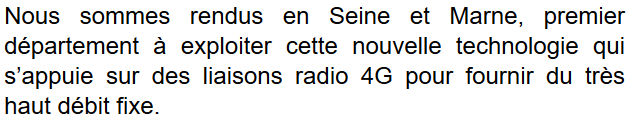 Nous sommes rendus en Seine et Marne, premier
département à exploiter cette nouvelle technologie qui
s’appuie sur des liaisons radio 4G pour fournir du très
haut débit fixe.